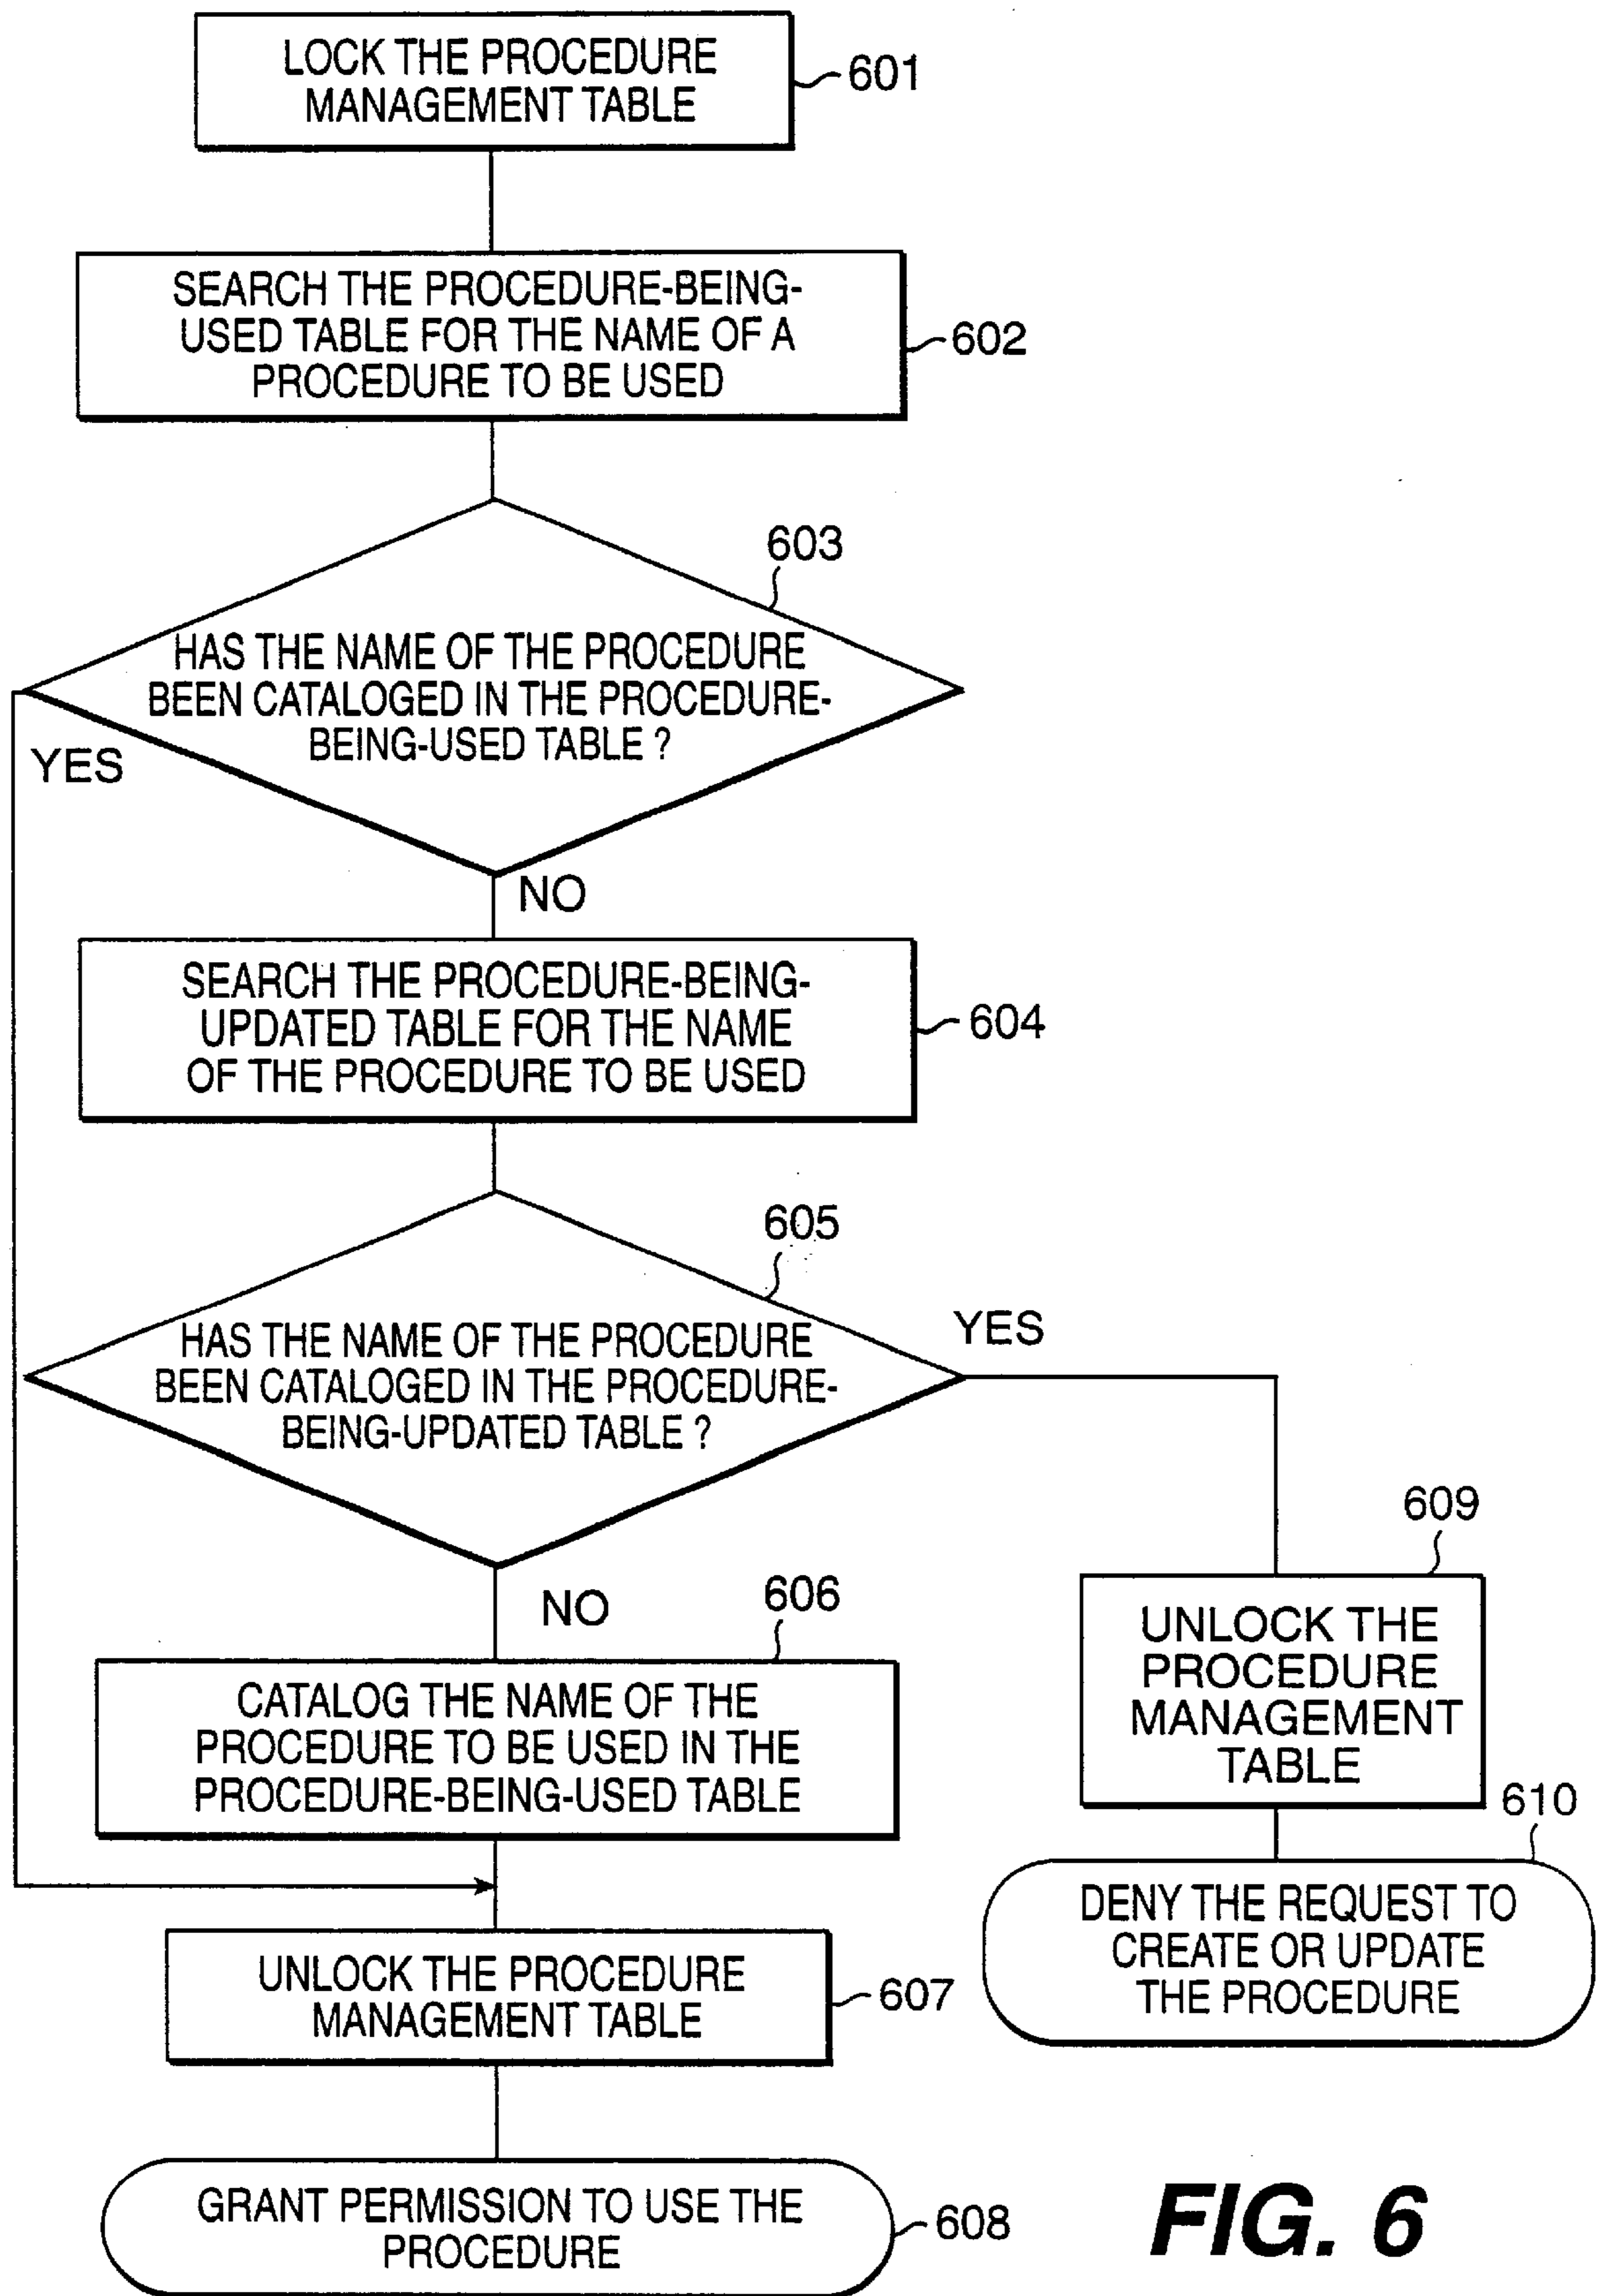 LOCK THE PROCEDURE
MANAGEMENT TABLE
601
SEARCH THE PROCEDURE-BEING-
USED TABLE FOR THE NAME OF A
PROCEDURE TO BE USED
602
603
HAS THE NAME OF THE PROCEDURE
BEEN CATALOGED IN THE PROCEDURE-
BEING-USED TABLE ?
YES
NO
SEARCH THE PROCEDURE-BEING-
UPDATED TABLE FOR THE NAME
OF THE PROCEDURE TO BE USED
604
605
HAS THE NAME OF THE PROCEDURE
BEEN CATALOGED IN THE PROCEDURE-
BEING-UPDATED TABLE ?
YES
NO
606
CATALOG THE NAME OF THE
PROCEDURE TO BE USED IN THE
PROCEDURE-BEING-USED TABLE
609
UNLOCK THE
PROCEDURE
MANAGEMENT
TABLE
610
DENY THE REQUEST TO
CREATE OR UPDATE
THE PROCEDURE
UNLOCK THE PROCEDURE
MANAGEMENT TABLE
607
GRANT PERMISSION TO USE THE
PROCEDURE
608
FIG. 6